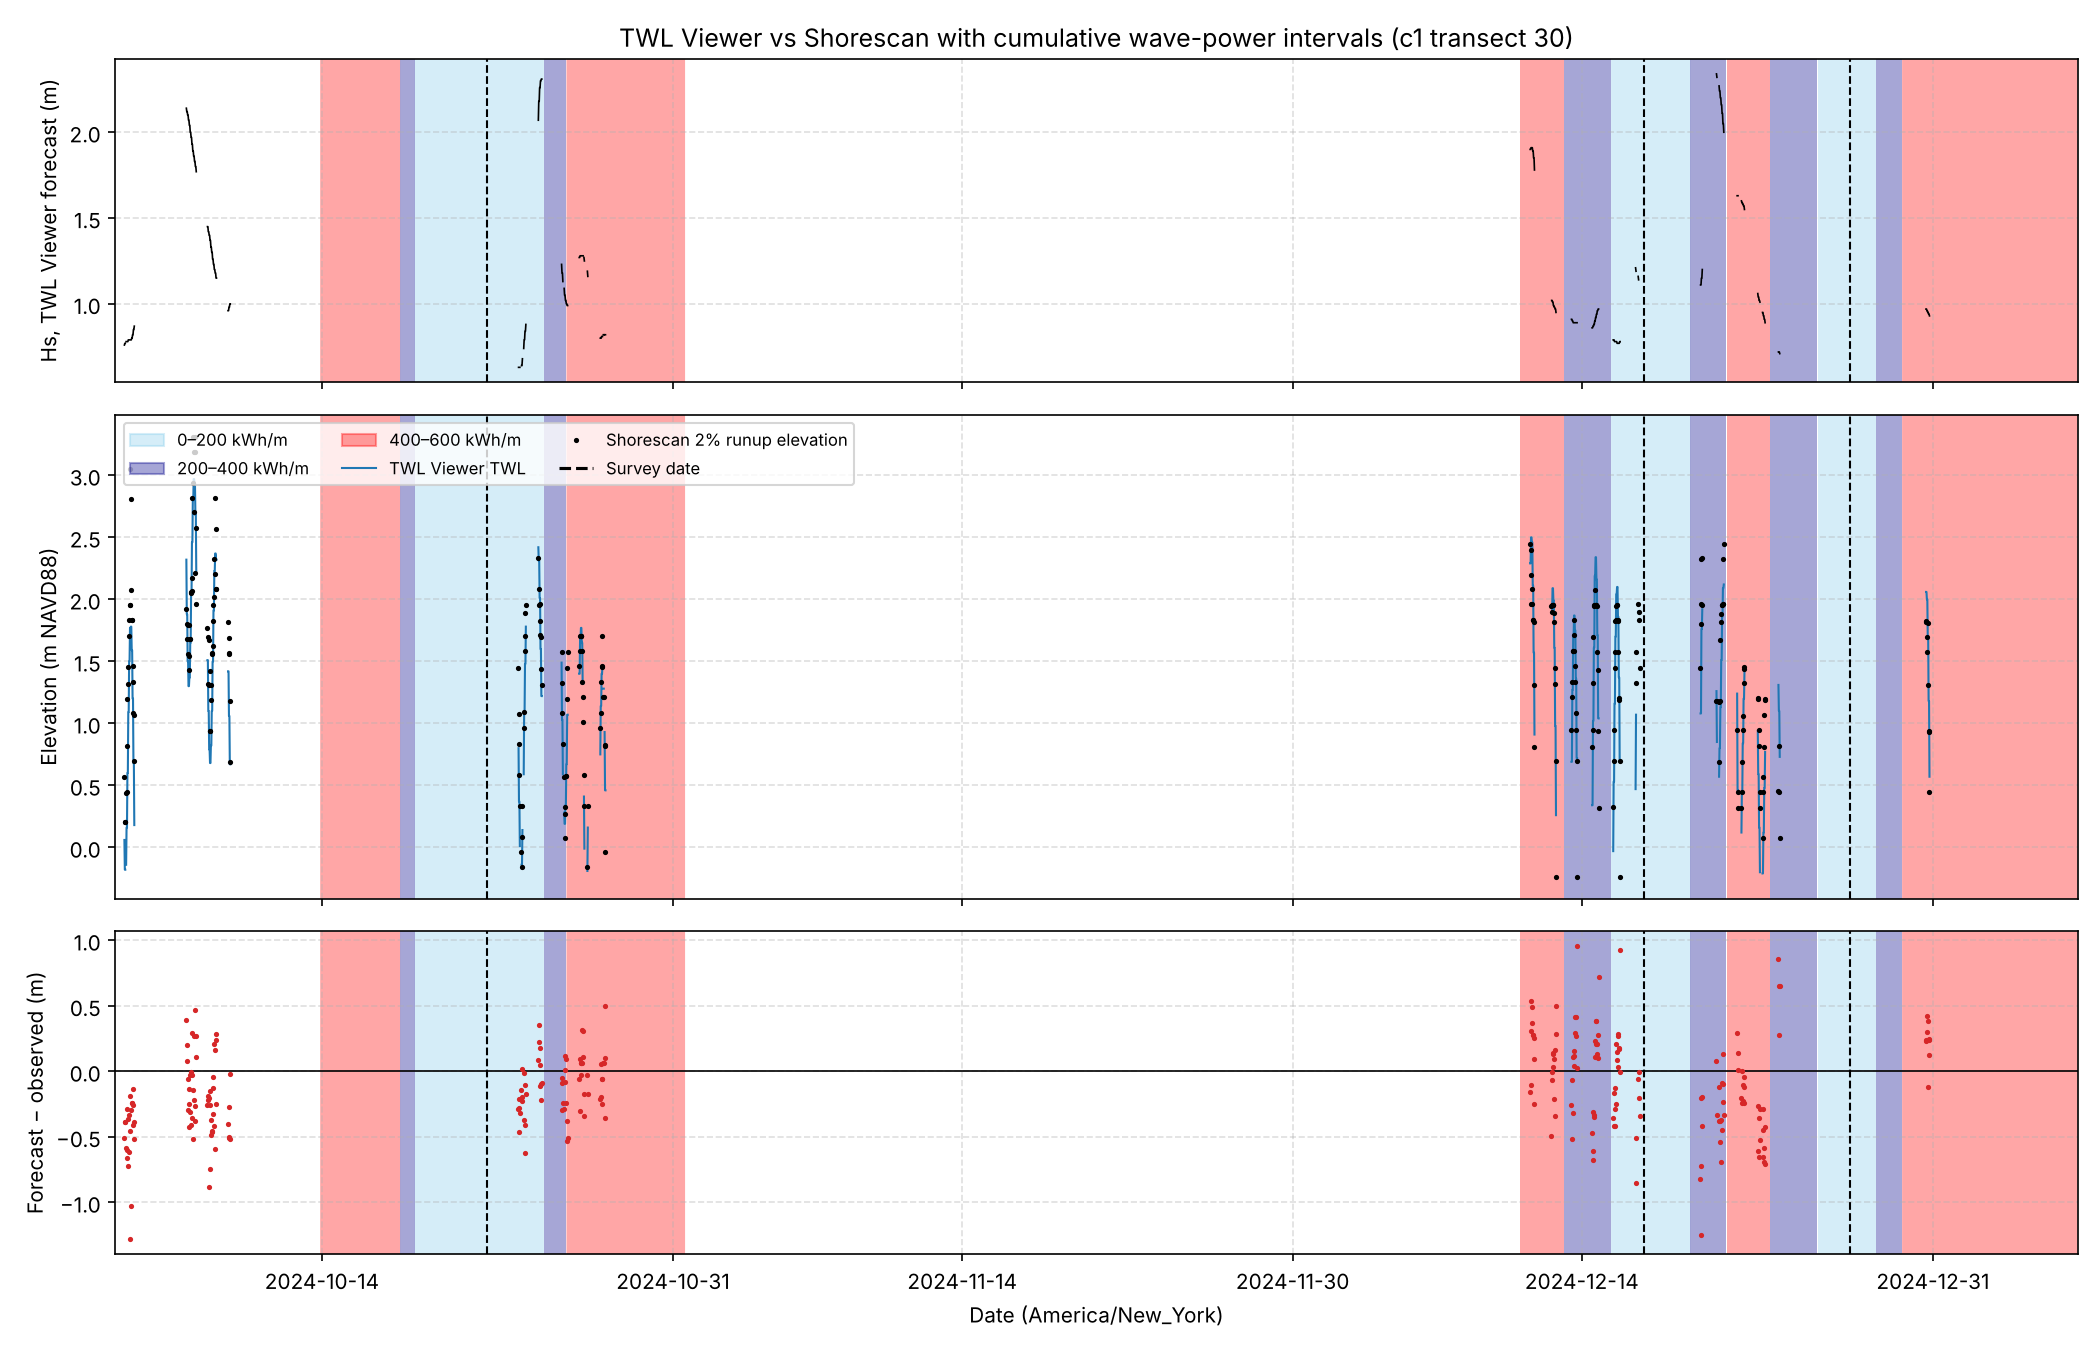 TWL Viewer vs Shorescan with cumulative wave-power intervals (c1 transect 30)
Hs, TWL Viewer forecast (m)
2.0
1.5
1.0
Elevation (m NAVD88)
0–200 kWh/m
200–400 kWh/m
400–600 kWh/m
TWL Viewer TWL
Shorescan 2% runup elevation
Survey date
3.0
2.5
2.0
1.5
1.0
0.5
0.0
Forecast – observed (m)
1.0
0.5
0.0
−0.5
−1.0
2024-10-14
2024-10-31
2024-11-14
2024-11-30
2024-12-14
2024-12-31
Date (America/New_York)